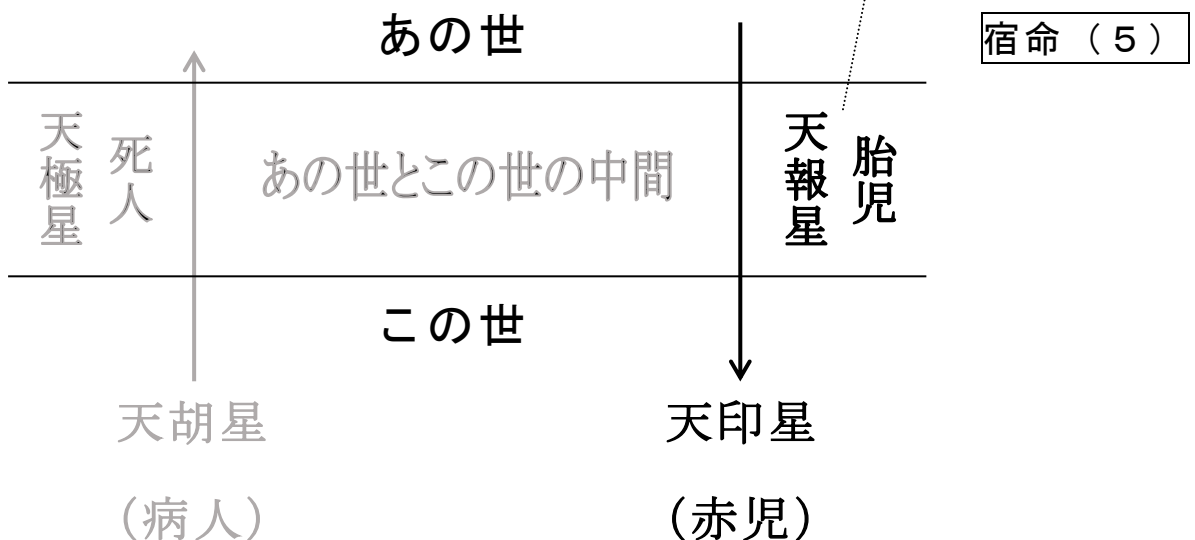 あの世
宿命（５）
天極星
死人
あの世とこの世の中間
天報星
胎児
この世
天胡星
天印星
（病人）
（赤児）